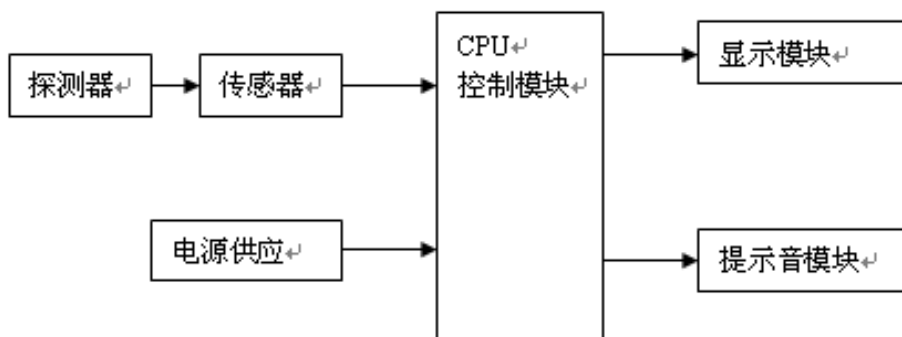 探测器
传感器
CPU
控制模块
显示模块
电源供应
提示音模块